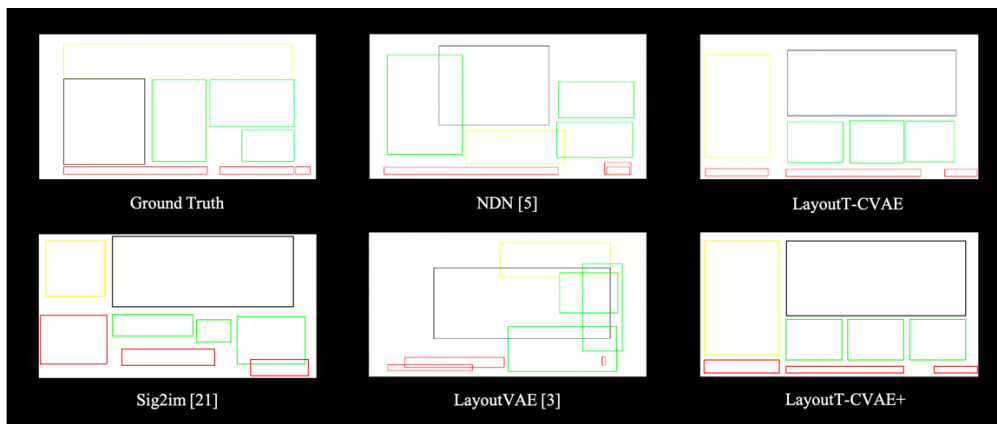 Ground Truth
NDN [5]
LayoutT-CVAE
Sig2im [21]
LayoutVAE [3]
LayoutT-CVAE+